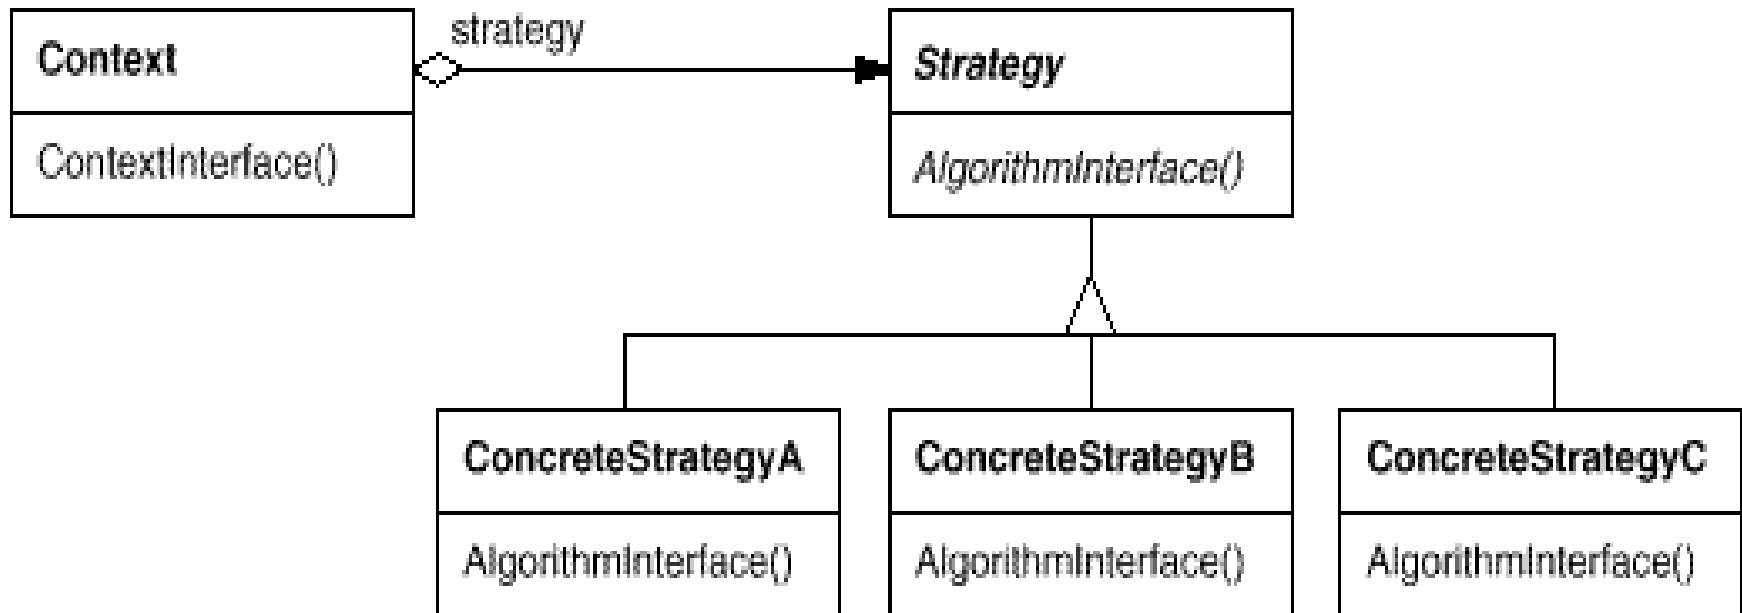 strategy
Context
Strategy
ContextInterface()
AlgorithmInterface()
ConcreteStrategyA
ConcreteStrategyB
ConcreteStrategyC
AlgorithmInterface()
AlgorithmInterface()
AlgorithmInterface()